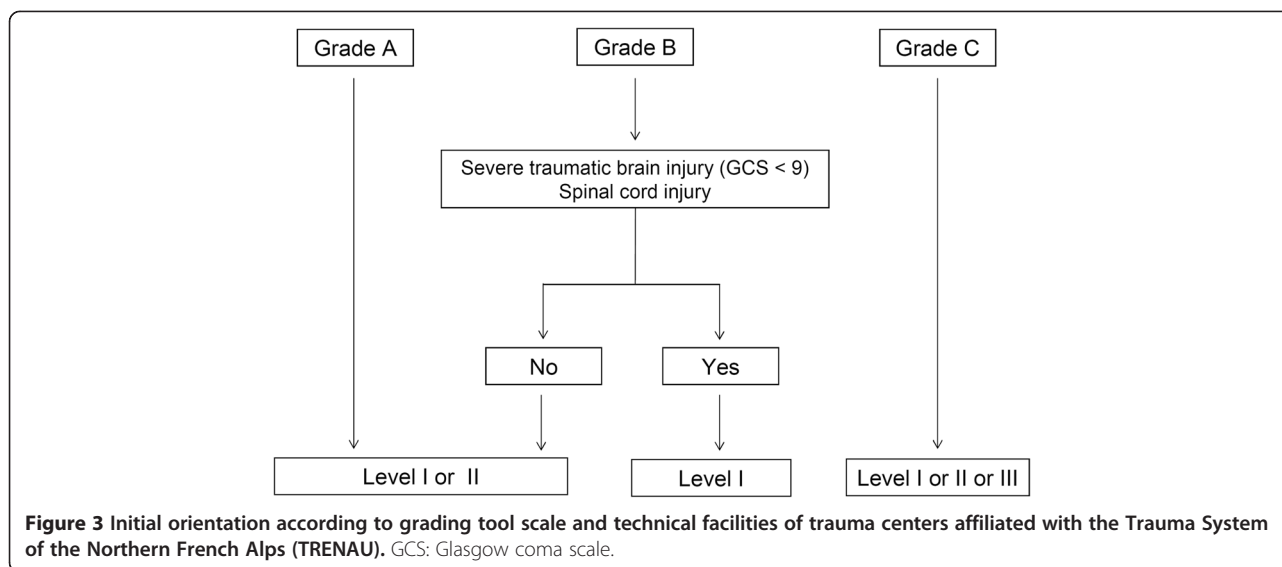 Grade A
Grade B
Grade C
Severe traumatic brain injury (GCS < 9)
Spinal cord injury
No
Yes
Level I or II
Level I
Level I or II or III
Figure 3 Initial orientation according to grading tool scale and technical facilities of trauma centers affiliated with the Trauma System
of the Northern French Alps (TRENAU). GCS: Glasgow coma scale.